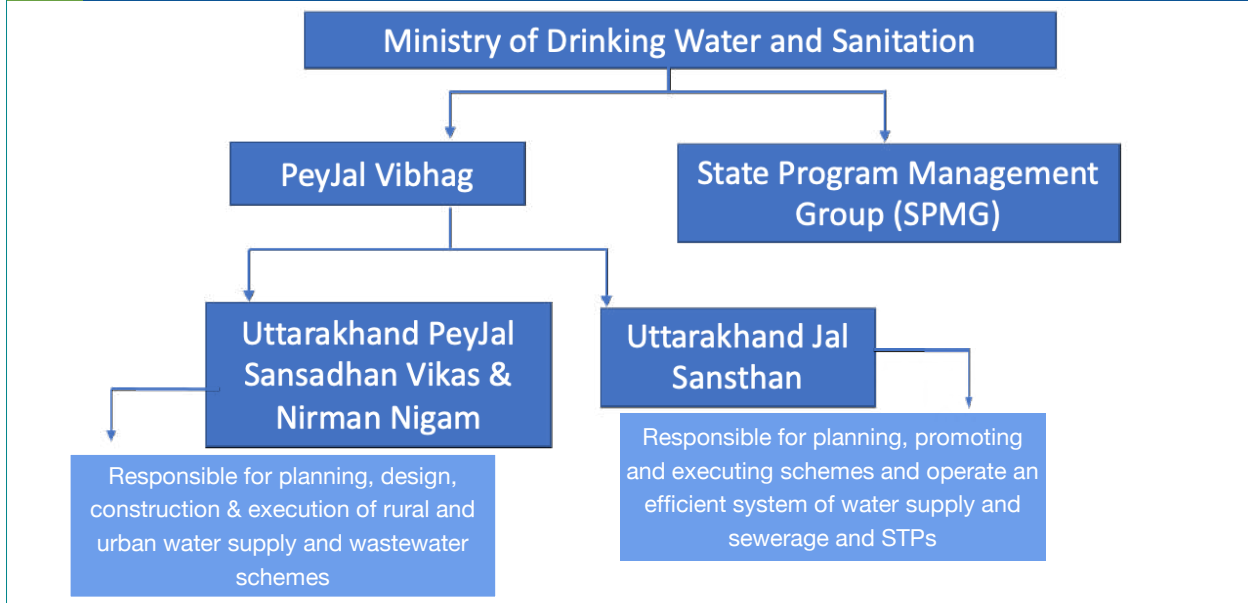 Ministry of Drinking Water and Sanitation
PeyJal Vibhag
State Program Management
Group (SPMG)
Uttarakhand PeyJal
Sansadhan Vikas &
Nirman Nigam
Uttarakhand Jal
Sansthan
Responsible for planning, design,
construction & execution of rural and
urban water supply and wastewater
schemes
Responsible for planning, promoting
and executing schemes and operate an
efficient system of water supply and
sewerage and STPs